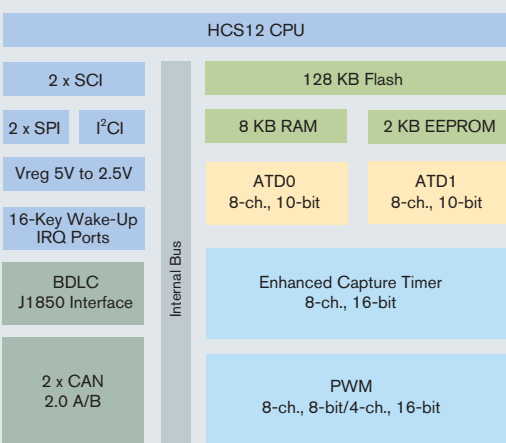 HCS12 CPU
2 x SCI
2 x SPI
I²CI
Vreg 5V to 2.5V
16-Key Wake-Up
IRQ Ports
BDLC
J1850 Interface
2 x CAN
2.0 A/B
Internal Bus
128 KB Flash
8 KB RAM
2 KB EEPROM
ATD0
8-ch., 10-bit
ATD1
8-ch., 10-bit
Enhanced Capture Timer
8-ch., 16-bit
PWM
8-ch., 8-bit/4-ch., 16-bit